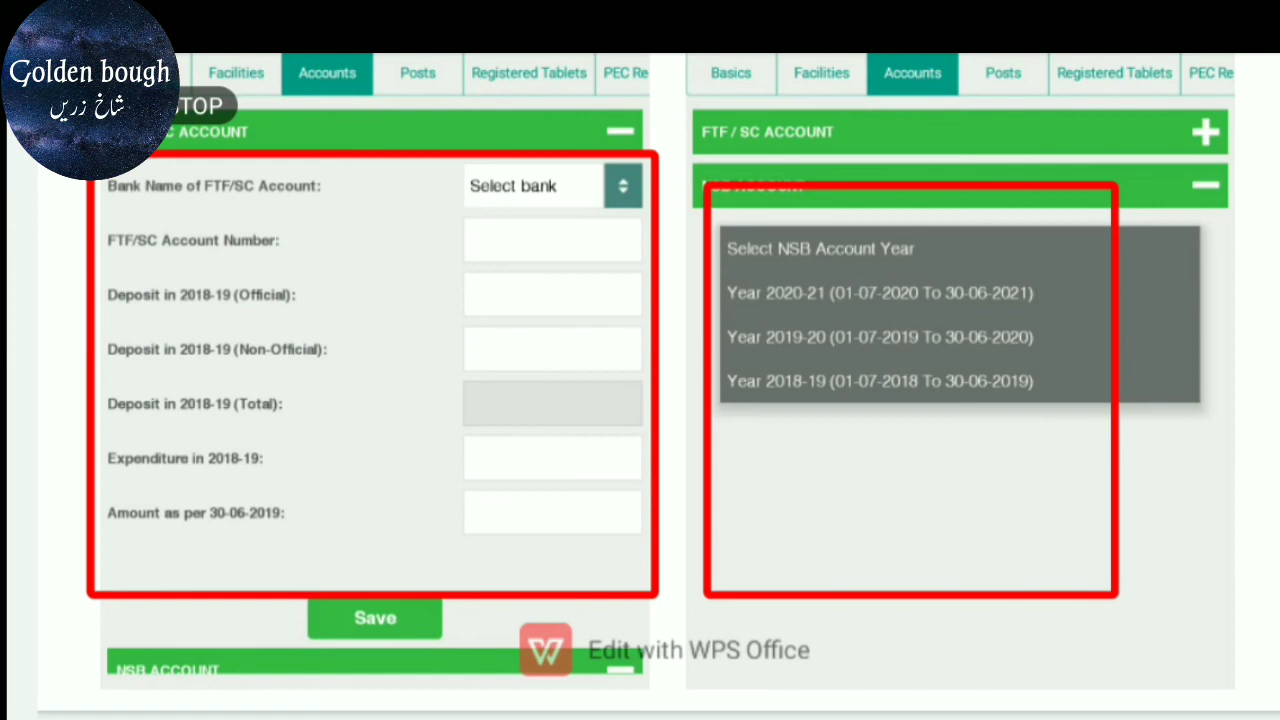 Golden bough
شاخ زریں
STOP
Facilities
Accounts
Posts
Registered Tablets
PEC Re
C ACCOUNT
Bank Name of FTF/SC Account:
Select bank
FTF/SC Account Number:
Deposit in 2018-19 (Official):
Deposit in 2018-19 (Non-Official):
Deposit in 2018-19 (Total):
Expenditure in 2018-19:
Amount as per 30-06-2019:
Save
NSB ACCOUNT
Basics
Facilities
Accounts
Posts
Registered Tablets
PEC Re
FTF / SC ACCOUNT
NSB ACCOUNT
Select NSB Account Year
Year 2020-21 (01-07-2020 To 30-06-2021)
Year 2019-20 (01-07-2019 To 30-06-2020)
Year 2018-19 (01-07-2018 To 30-06-2019)
Edit with WPS Office